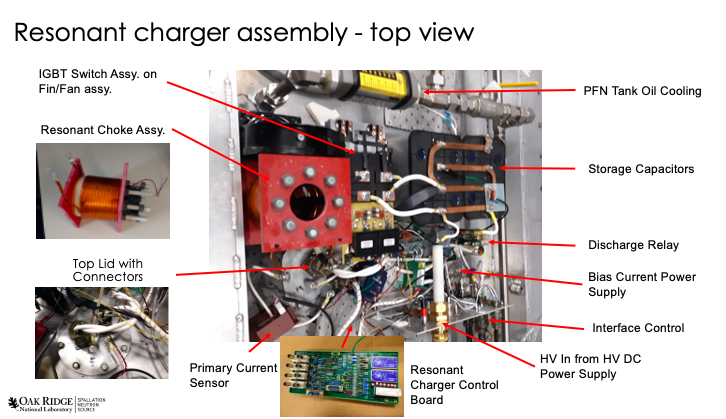 Resonant charger assembly - top view
IGBT Switch Assy. on
Fin/Fan assy.
PFN Tank Oil Cooling
Resonant Choke Assy.
Storage Capacitors
Top Lid with
Connectors
Discharge Relay
Bias Current Power
Supply
Interface Control
Primary Current
Sensor
Resonant
Charger Control
Board
HV In from HV DC
Power Supply
OAK RIDGE
National Laboratory
SPALLATION
NEUTRON
SOURCE